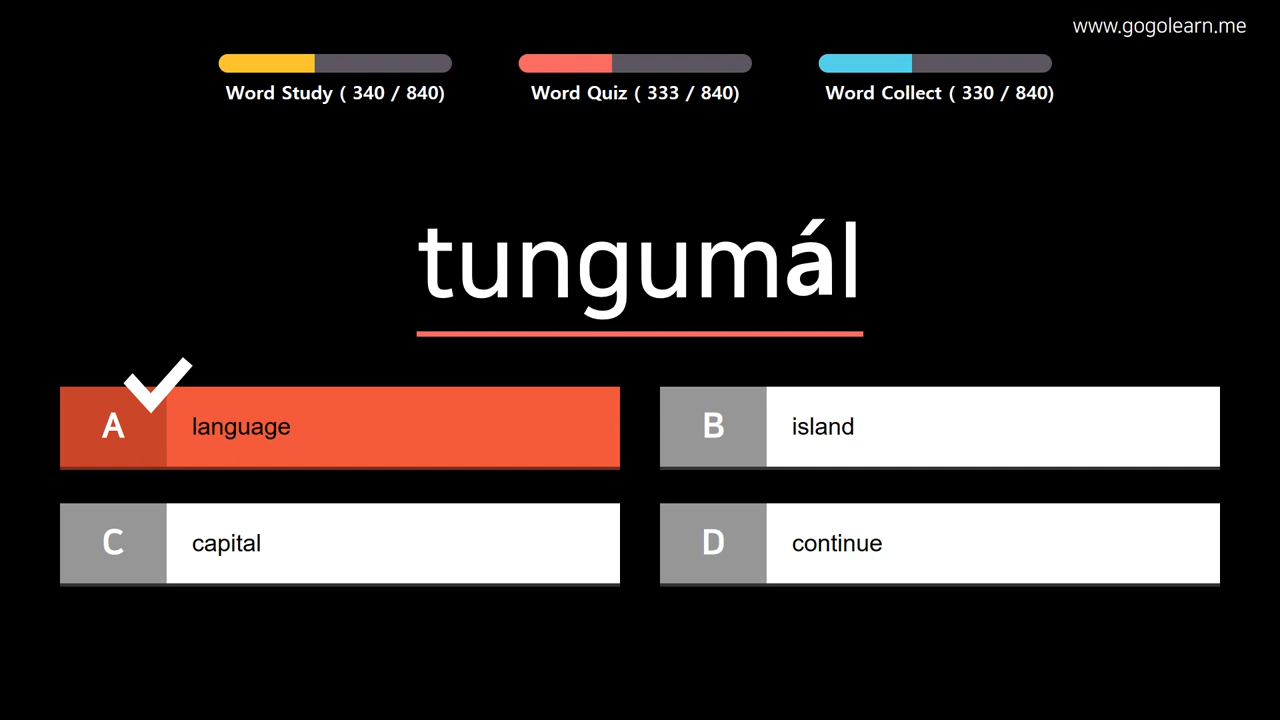 www.gogolearn.me
Word Study ( 340 / 840)
Word Quiz ( 333 / 840)
Word Collect ( 330 / 840)
tungumál
A language
B island
C capital
D continue